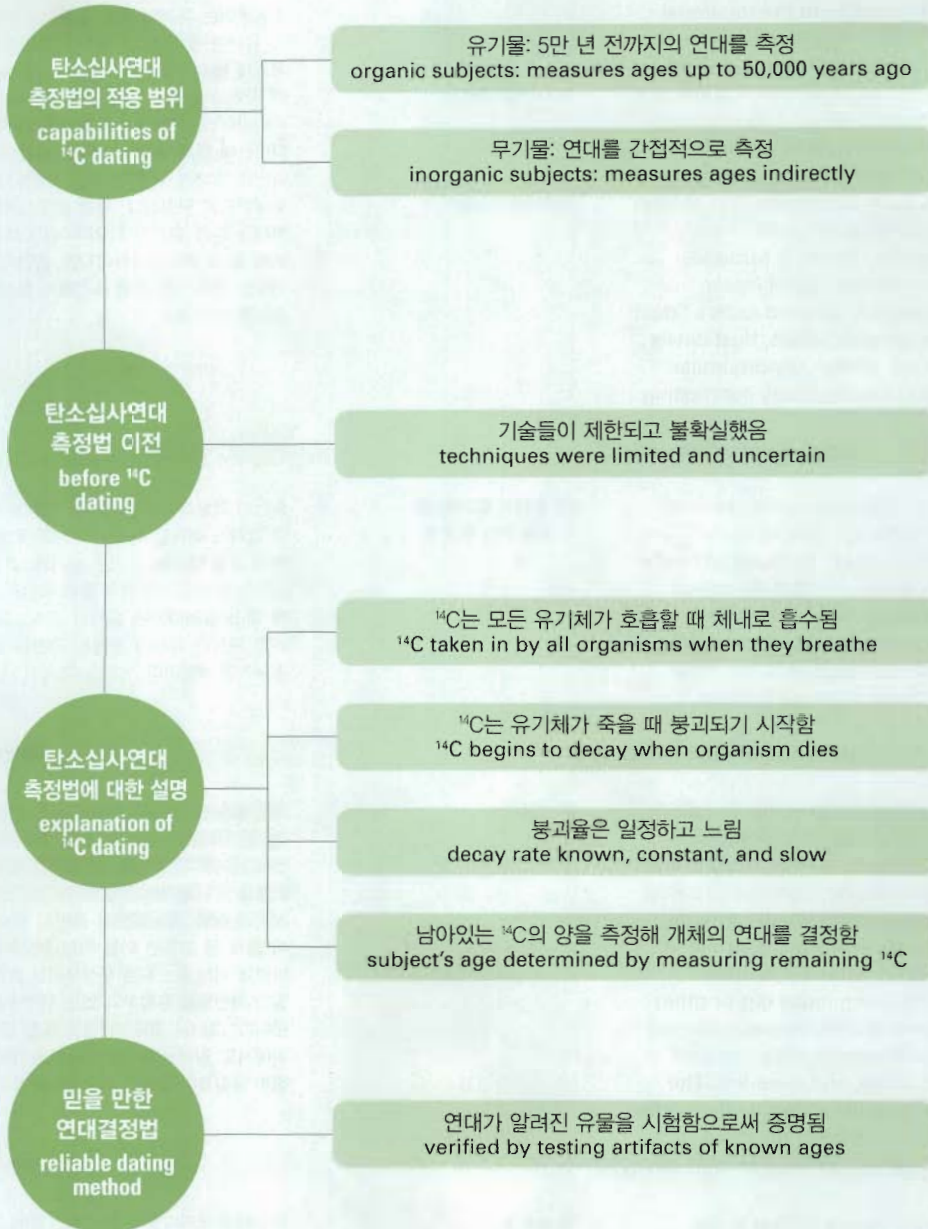 탄소십사연대
측정법의 적용 범위
capabilities of
¹⁴C dating
유기물: 5만 년 전까지의 연대를 측정
organic subjects: measures ages up to 50,000 years ago
무기물: 연대를 간접적으로 측정
inorganic subjects: measures ages indirectly
탄소십사연대
측정법 이전
before ¹⁴C
dating
기술들이 제한되고 불확실했음
techniques were limited and uncertain
탄소십사연대
측정법에 대한 설명
explanation of
¹⁴C dating
¹⁴C는 모든 유기체가 호흡할 때 체내로 흡수됨
¹⁴C taken in by all organisms when they breathe
¹⁴C는 유기체가 죽을 때 붕괴되기 시작함
¹⁴C begins to decay when organism dies
붕괴율은 일정하고 느림
decay rate known, constant, and slow
남아있는 ¹⁴C의 양을 측정해 개체의 연대를 결정함
subject's age determined by measuring remaining ¹⁴C
믿을 만한
연대결정법
reliable dating
method
연대가 알려진 유물을 시험함으로써 증명됨
verified by testing artifacts of known ages